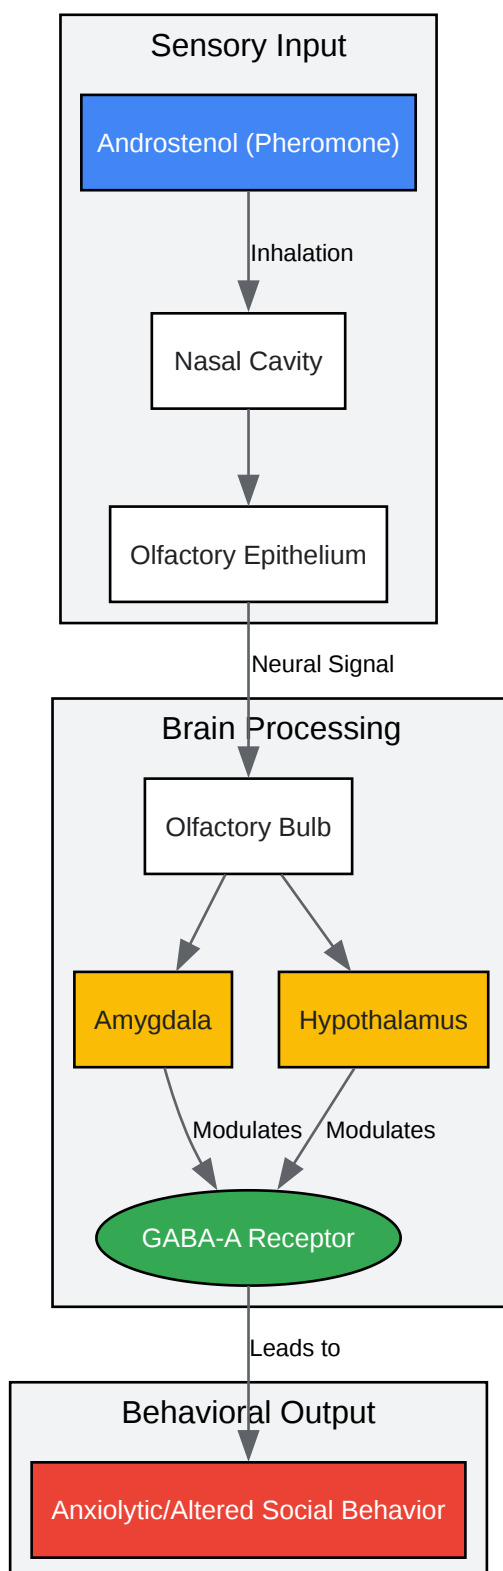 Sensory Input
Androstenol (Pheromone)
Inhalation
Nasal Cavity
Olfactory Epithelium
Neural Signal
Brain Processing
Olfactory Bulb
Amygdala
Hypothalamus
Modulates
Modulates
GABA-A Receptor
Leads to
Behavioral Output
Anxiolytic/Altered Social Behavior